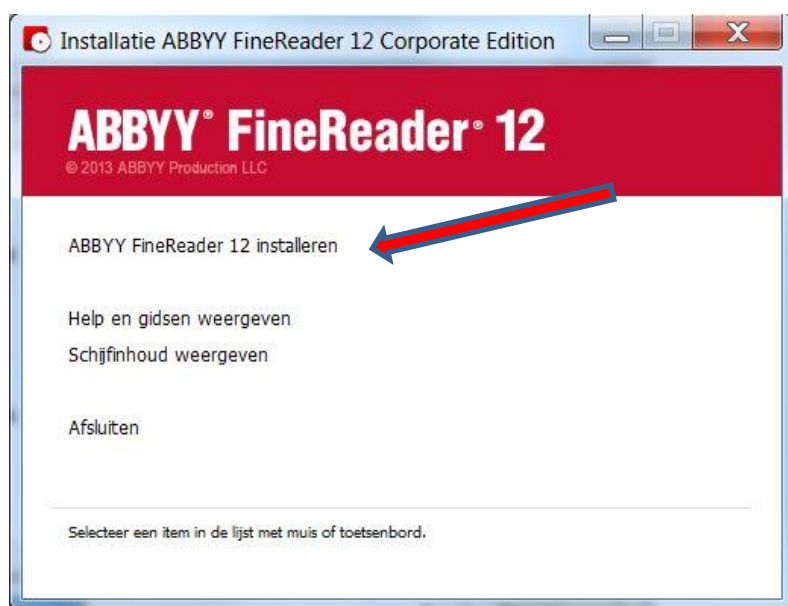 Installatie ABBYY FineReader 12 Corporate Edition
ABBYY® FineReader® 12
© 2013 ABBYY Production LLC
ABBYY FineReader 12 installeren
Help en gidsen weergeven
Schijfinhoud weergeven
Afsluiten
Selecteer een item in de lijst met muis of toetsenbord.